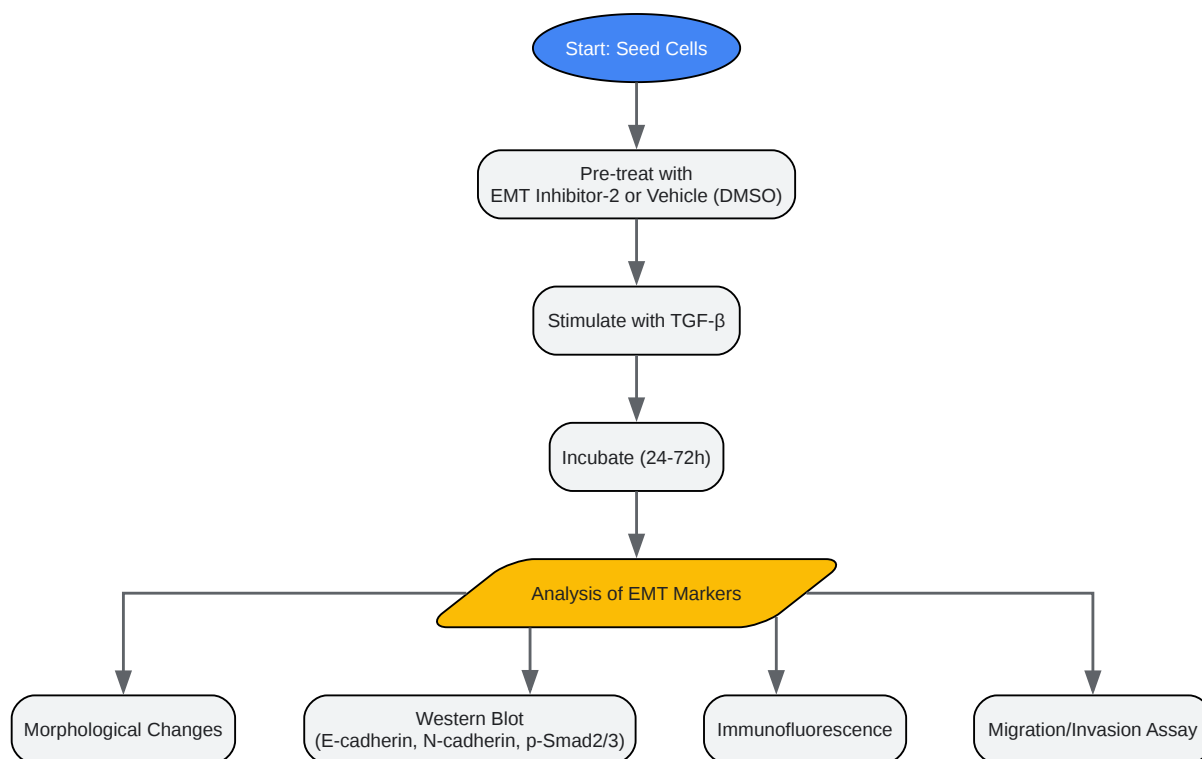 Start: Seed Cells
Pre-treat with
EMT Inhibitor-2 or Vehicle (DMSO)
Stimulate with TGF-β
Incubate (24-72h)
Analysis of EMT Markers
Morphological Changes
Western Blot
(E-cadherin, N-cadherin, p-Smad2/3)
Immunofluorescence
Migration/Invasion Assay